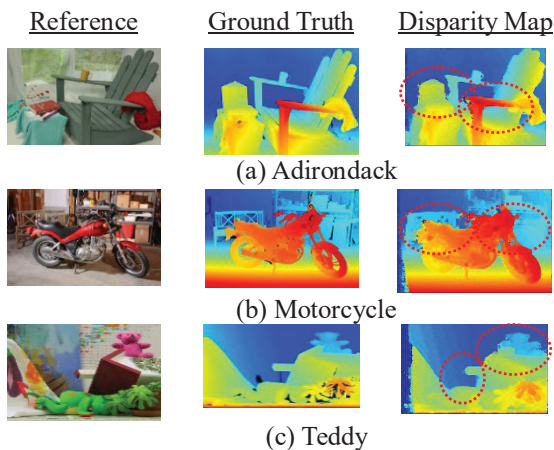 Reference Ground Truth Disparity Map
(a) Adirondack
(b) Motorcycle
(c) Teddy